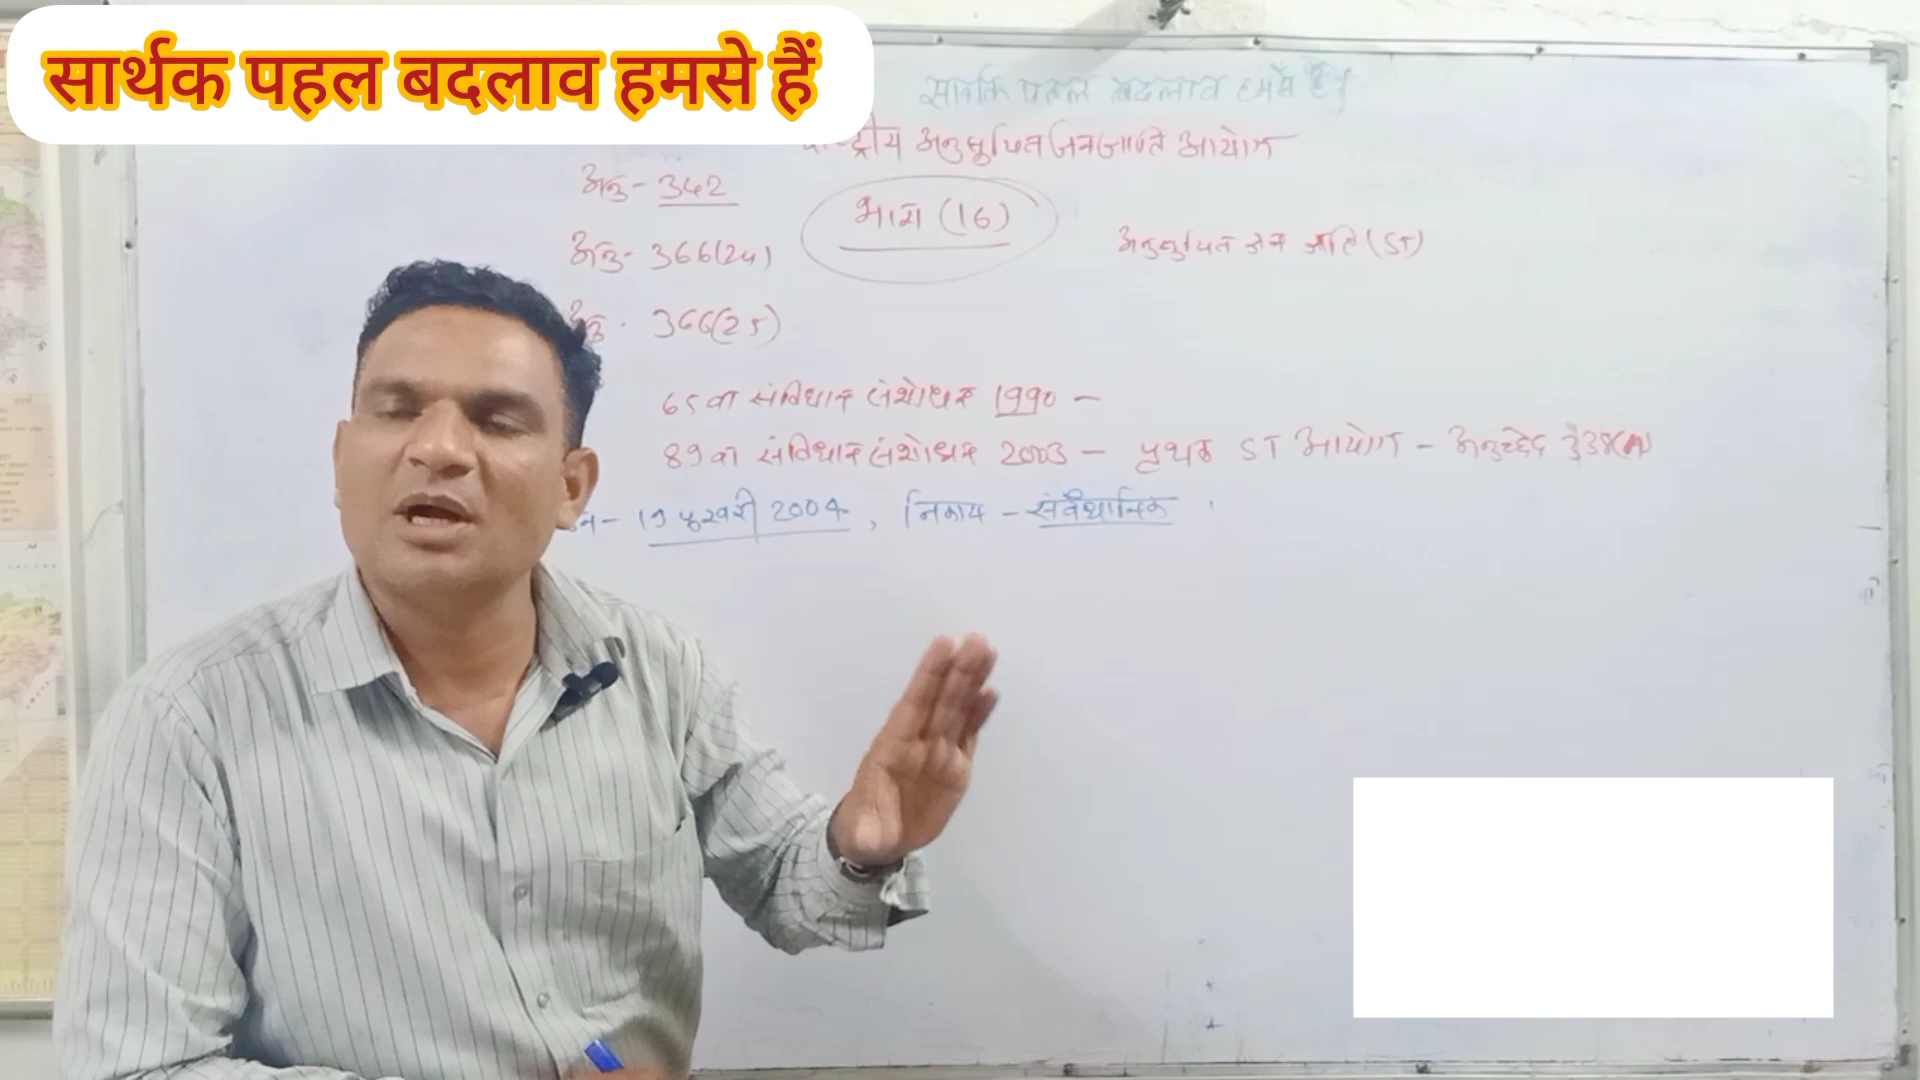 सार्थक पहल बदलाव हमसे हैं
सार्थक पहल बदलाव हमसे है
राष्ट्रीय अनुसूचित जनजाति आयोग
अनु- 342
भाग (16)
अनु- 366(24)
अनुसूचित जन जाति (ST)
अनु- 366(25)
65वा संविधान संशोधन 1990 -
89वा संविधान संशोधन 2003 - पृथक ST आयोग - अनुच्छेद 338(A)
न- 19 फरवरी 2004, निकाय - संवैधानिक